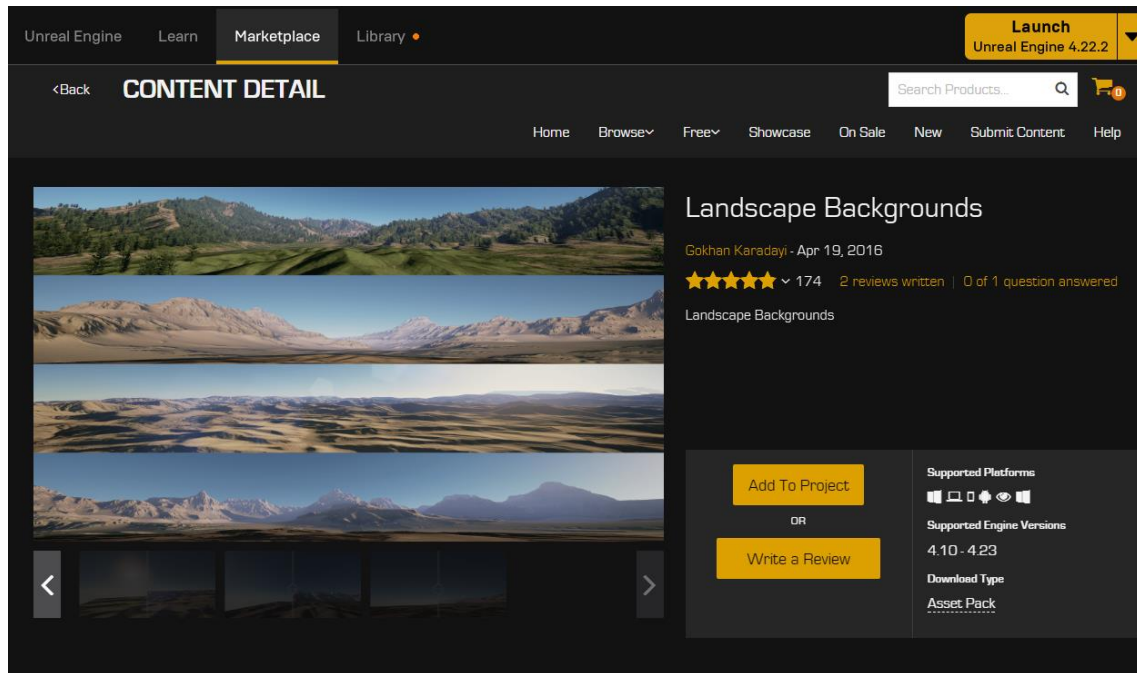 Unreal Engine Learn Marketplace Library
Launch
Unreal Engine 4.22.2
<Back CONTENT DETAIL Search Products... 0
Home Browse Free Showcase On Sale New Submit Content Help
Landscape Backgrounds
Gokhan Karadayi - Apr 19, 2016
174 2 reviews written | 0 of 1 question answered
Landscape Backgrounds
Add To Project
OR
Write a Review
Supported Platforms
Supported Engine Versions
4.10 - 4.23
Download Type
Asset Pack